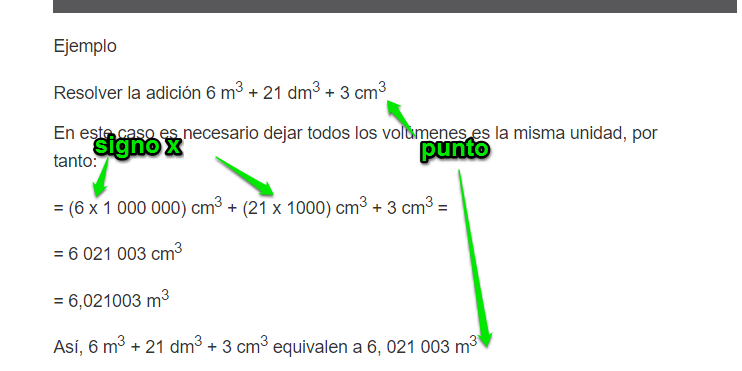 Ejemplo
Resolver la adición 6 m³ + 21 dm³ + 3 cm³
En este caso es necesario dejar todos los volúmenes es la misma unidad, por
signo x
punto
tanto:
= (6 x 1 000 000) cm³ + (21 x 1000) cm³ + 3 cm³ =
= 6 021 003 cm³
= 6,021003 m³
Así, 6 m³ + 21 dm³ + 3 cm³ equivalen a 6, 021 003 m³